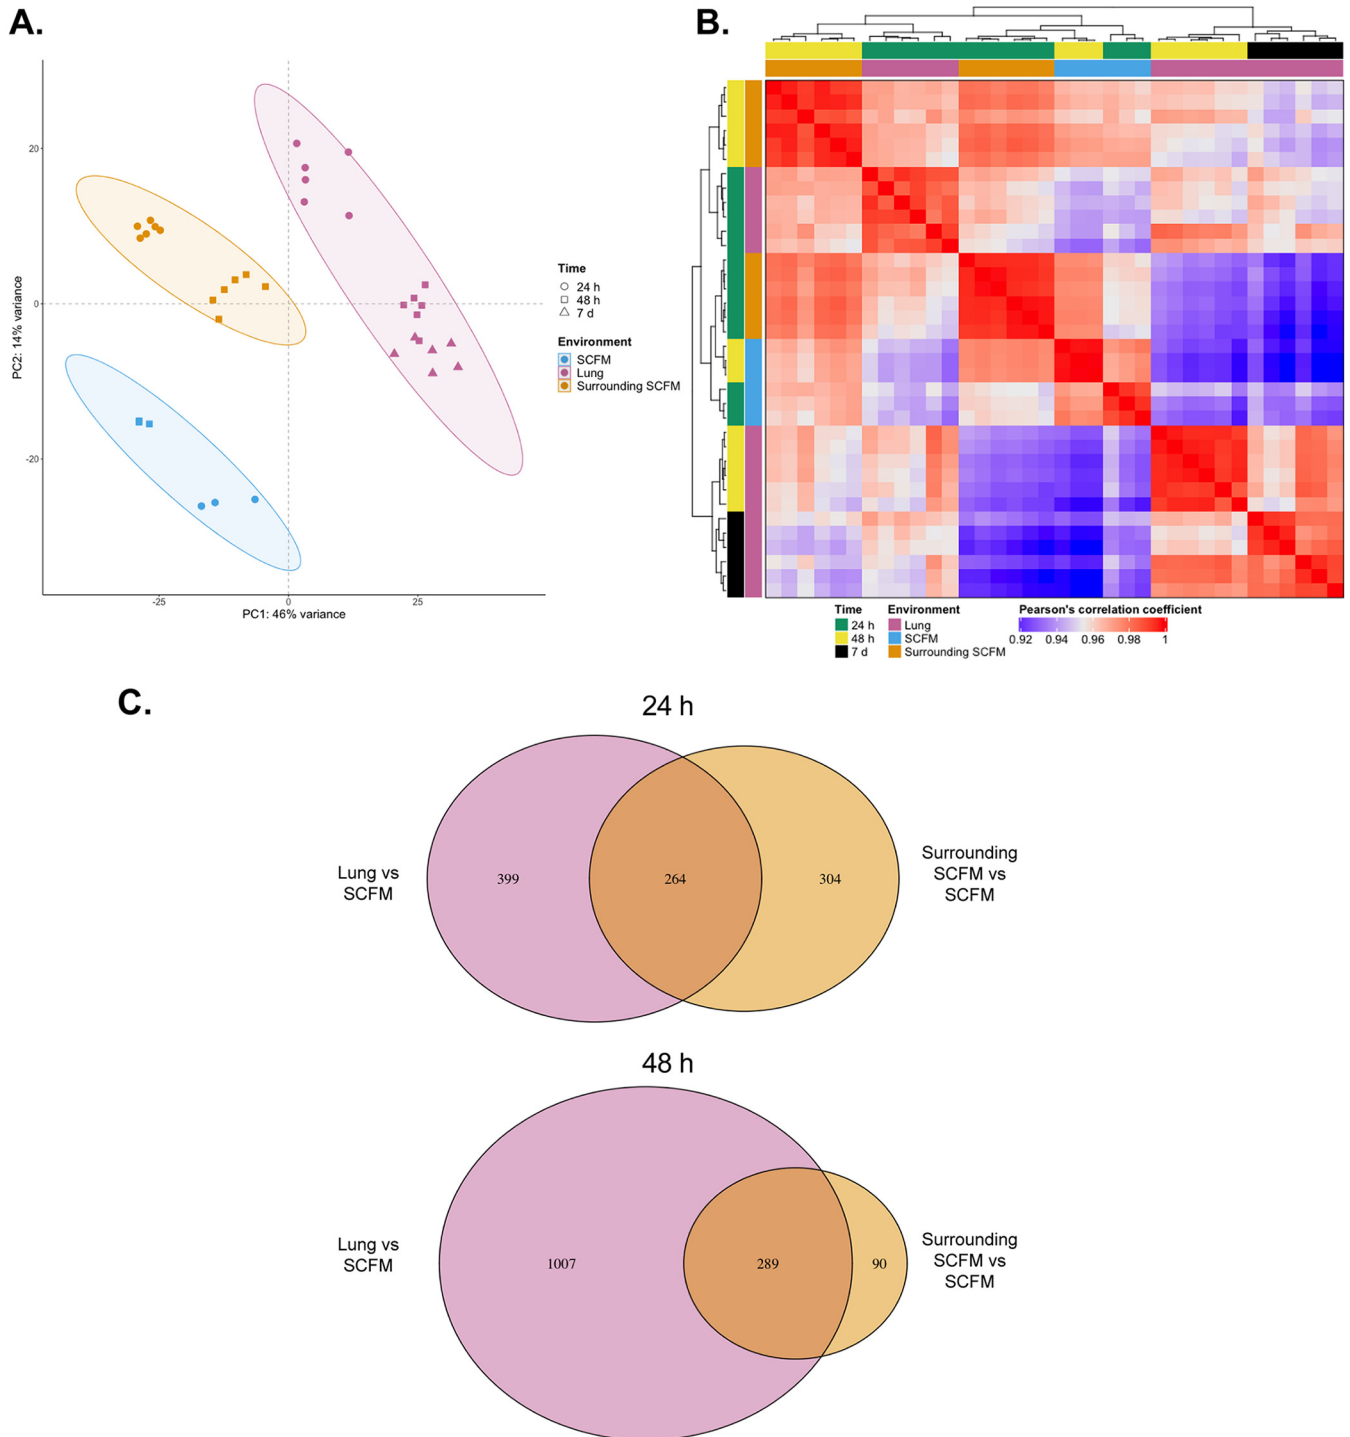 A.
20
0
-20
-25
0
25
PC2: 14% variance
PC1: 46% variance
Time
24 h
48 h
7 d
Environment
SCFM
Lung
Surrounding SCFM
B.
Time
24 h
48 h
7 d
Environment
Lung
SCFM
Surrounding SCFM
Pearson's correlation coefficient
0.92 0.94 0.96 0.98 1
C.
24 h
Lung vs
SCFM
399
264
304
Surrounding
SCFM vs
SCFM
48 h
Lung vs
SCFM
1007
289
90
Surrounding
SCFM vs
SCFM